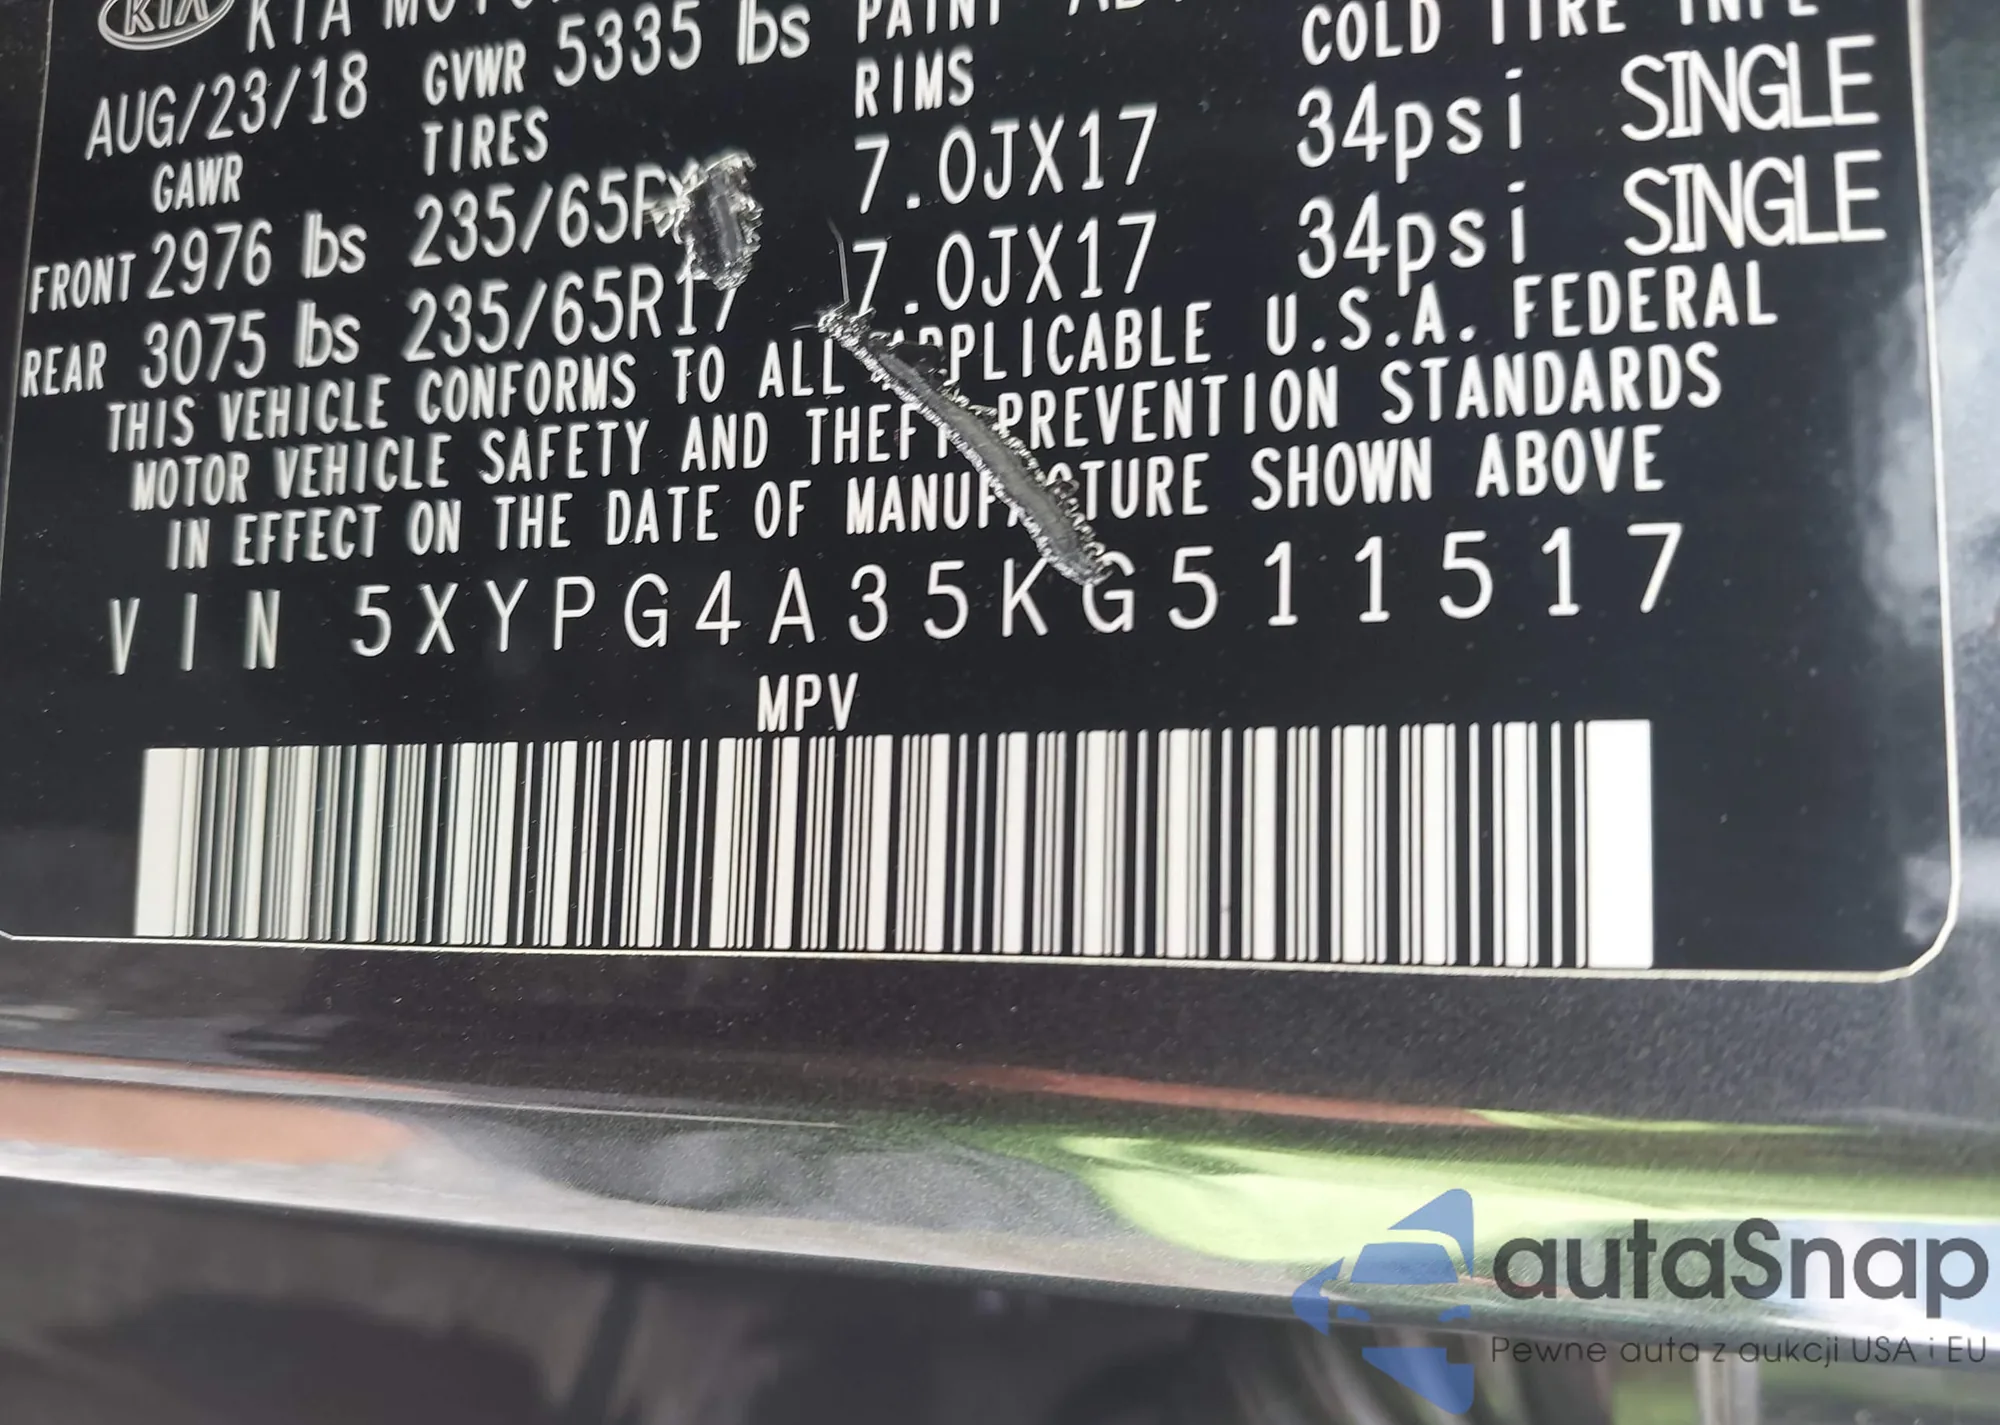 KIA
AUG/23/18 GVWR 5335 lbs PAINT
GAWR TIRES RIMS COLD TIRE
FRONT 2976 lbs 235/65R 7.0JX17 34psi SINGLE
REAR 3075 lbs 235/65R17 7.0JX17 34psi SINGLE
THIS VEHICLE CONFORMS TO ALL APPLICABLE U.S.A. FEDERAL
MOTOR VEHICLE SAFETY AND THEFT PREVENTION STANDARDS
IN EFFECT ON THE DATE OF MANUFACTURE SHOWN ABOVE
VIN 5XYPG4A35KG511517
MPV
autaSnap
Pewne auta z aukcji USA i EU